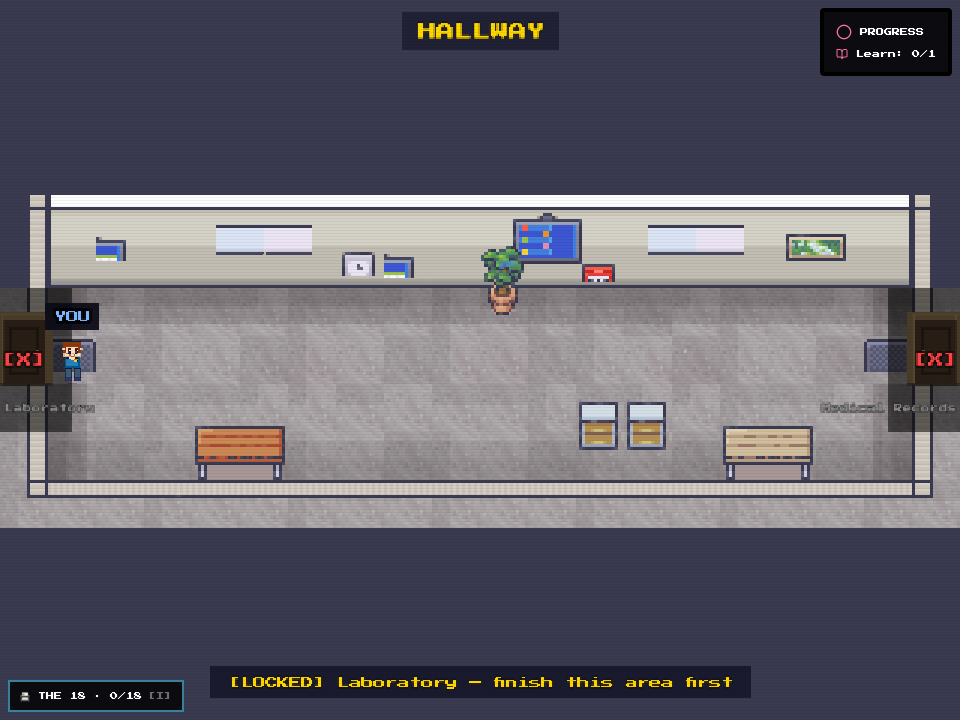 HALLWAY
PROGRESS
Learn: 0/1
YOU
[X]
[X]
Laboratory
Medical Records
[LOCKED] Laboratory — finish this area first
THE 18 · 0/18 [I]